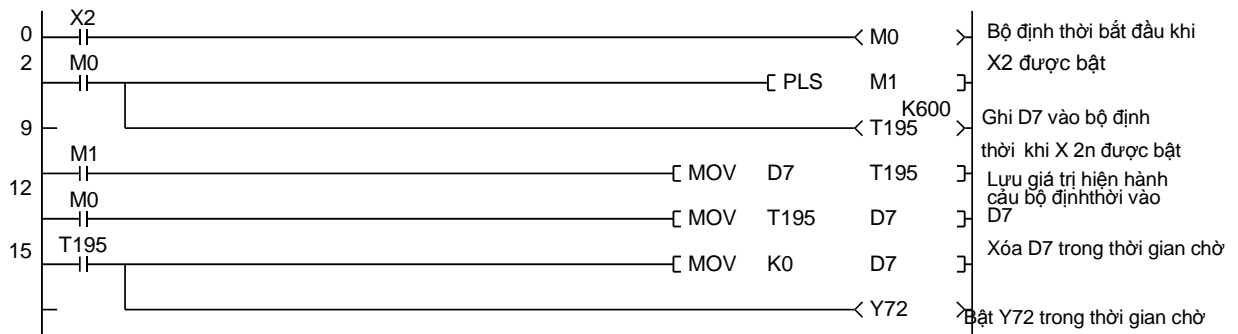 X2
0 M0 Bộ định thời bắt đầu khi
2 M0 X2 được bật
PLS M1
K600
9 T195 Ghi D7 vào bộ định
M1 thời khi X 2n được bật
MOV D7 T195 Lưu giá trị hiện hành
12 M0 cảu bộ địnhthời vào
MOV T195 D7 D7
15 T195 Xóa D7 trong thời gian chờ
MOV K0 D7
Y72 Bật Y72 trong thời gian chờ